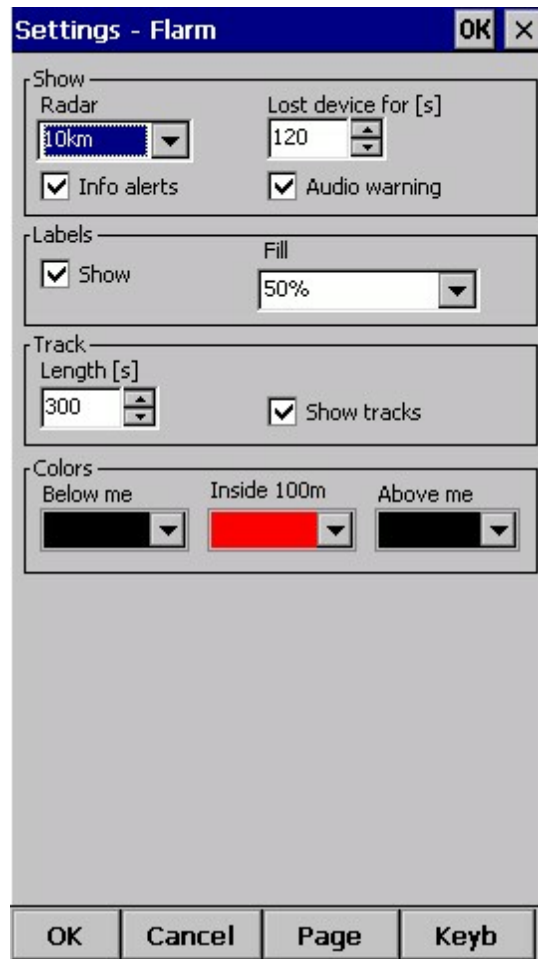 Settings - Flarm OK
Show
Radar Lost device for [s]
10km 120
Info alerts Audio warning
Labels
Fill
Show 50%
Track
Length [s]
300 Show tracks
Colors
Below me Inside 100m Above me
OK Cancel Page Keyb